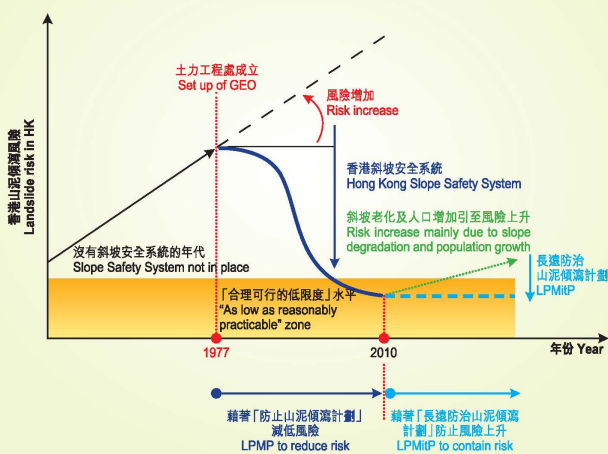 香港山泥傾瀉風險
Landslide risk in HK
土力工程處成立
Set up of GEO
風險增加
Risk increase
香港斜坡安全系統
Hong Kong Slope Safety System
斜坡老化及人口增加引至風險上升
Risk increase mainly due to slope
degradation and population growth
沒有斜坡安全系統的年代
Slope Safety System not in place
長遠防治
山泥傾瀉計劃
LPMitP
「合理可行的低限度」水平
"As low as reasonably
practicable" zone
年份 Year
1977
2010
藉著「防止山泥傾瀉計劃」
減低風險
LPMP to reduce risk
藉著「長遠防治山泥傾瀉
計劃」防止風險上升
LPMitP to contain risk